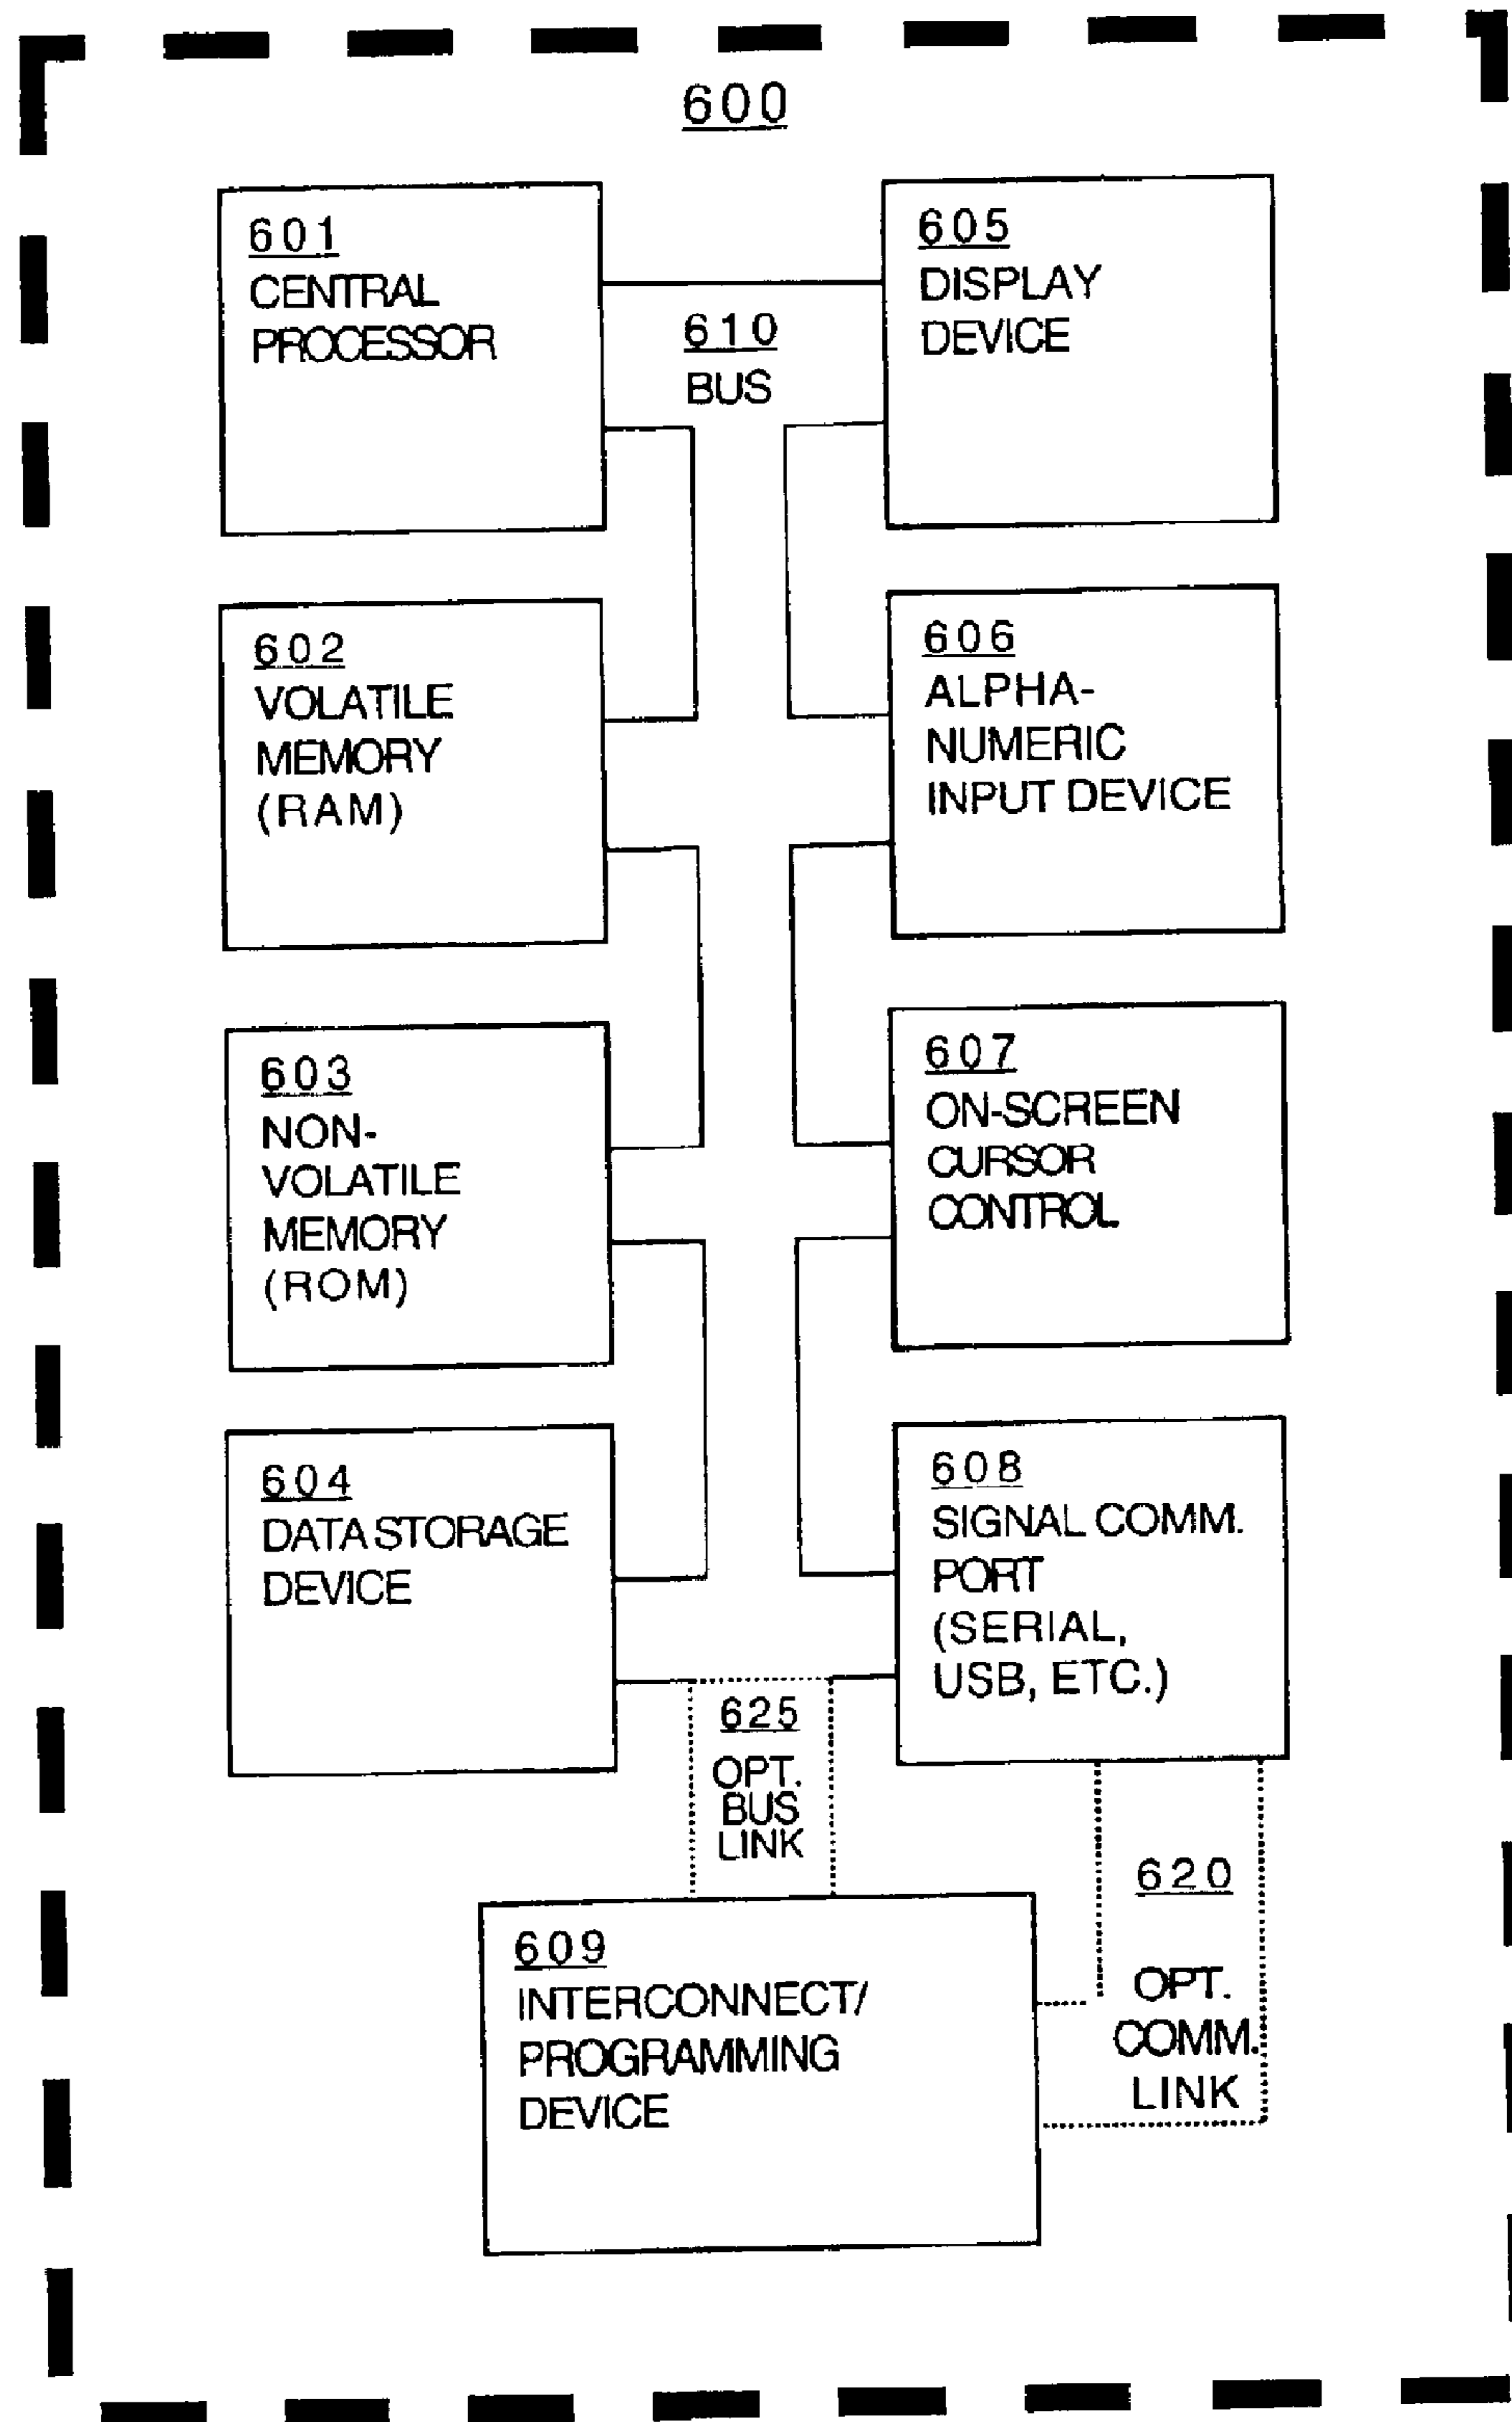 600
601
CENTRAL
PROCESSOR
605
DISPLAY
DEVICE
610
BUS
602
VOLATILE
MEMORY
(RAM)
606
ALPHA-
NUMERIC
INPUT DEVICE
603
NON-
VOLATILE
MEMORY
(ROM)
607
ON-SCREEN
CURSOR
CONTROL
604
DATA STORAGE
DEVICE
608
SIGNAL COMM.
PORT
(SERIAL,
USB, ETC.)
625
OPT.
BUS
LINK
620
OPT.
COMM.
LINK
609
INTERCONNECT/
PROGRAMMING
DEVICE